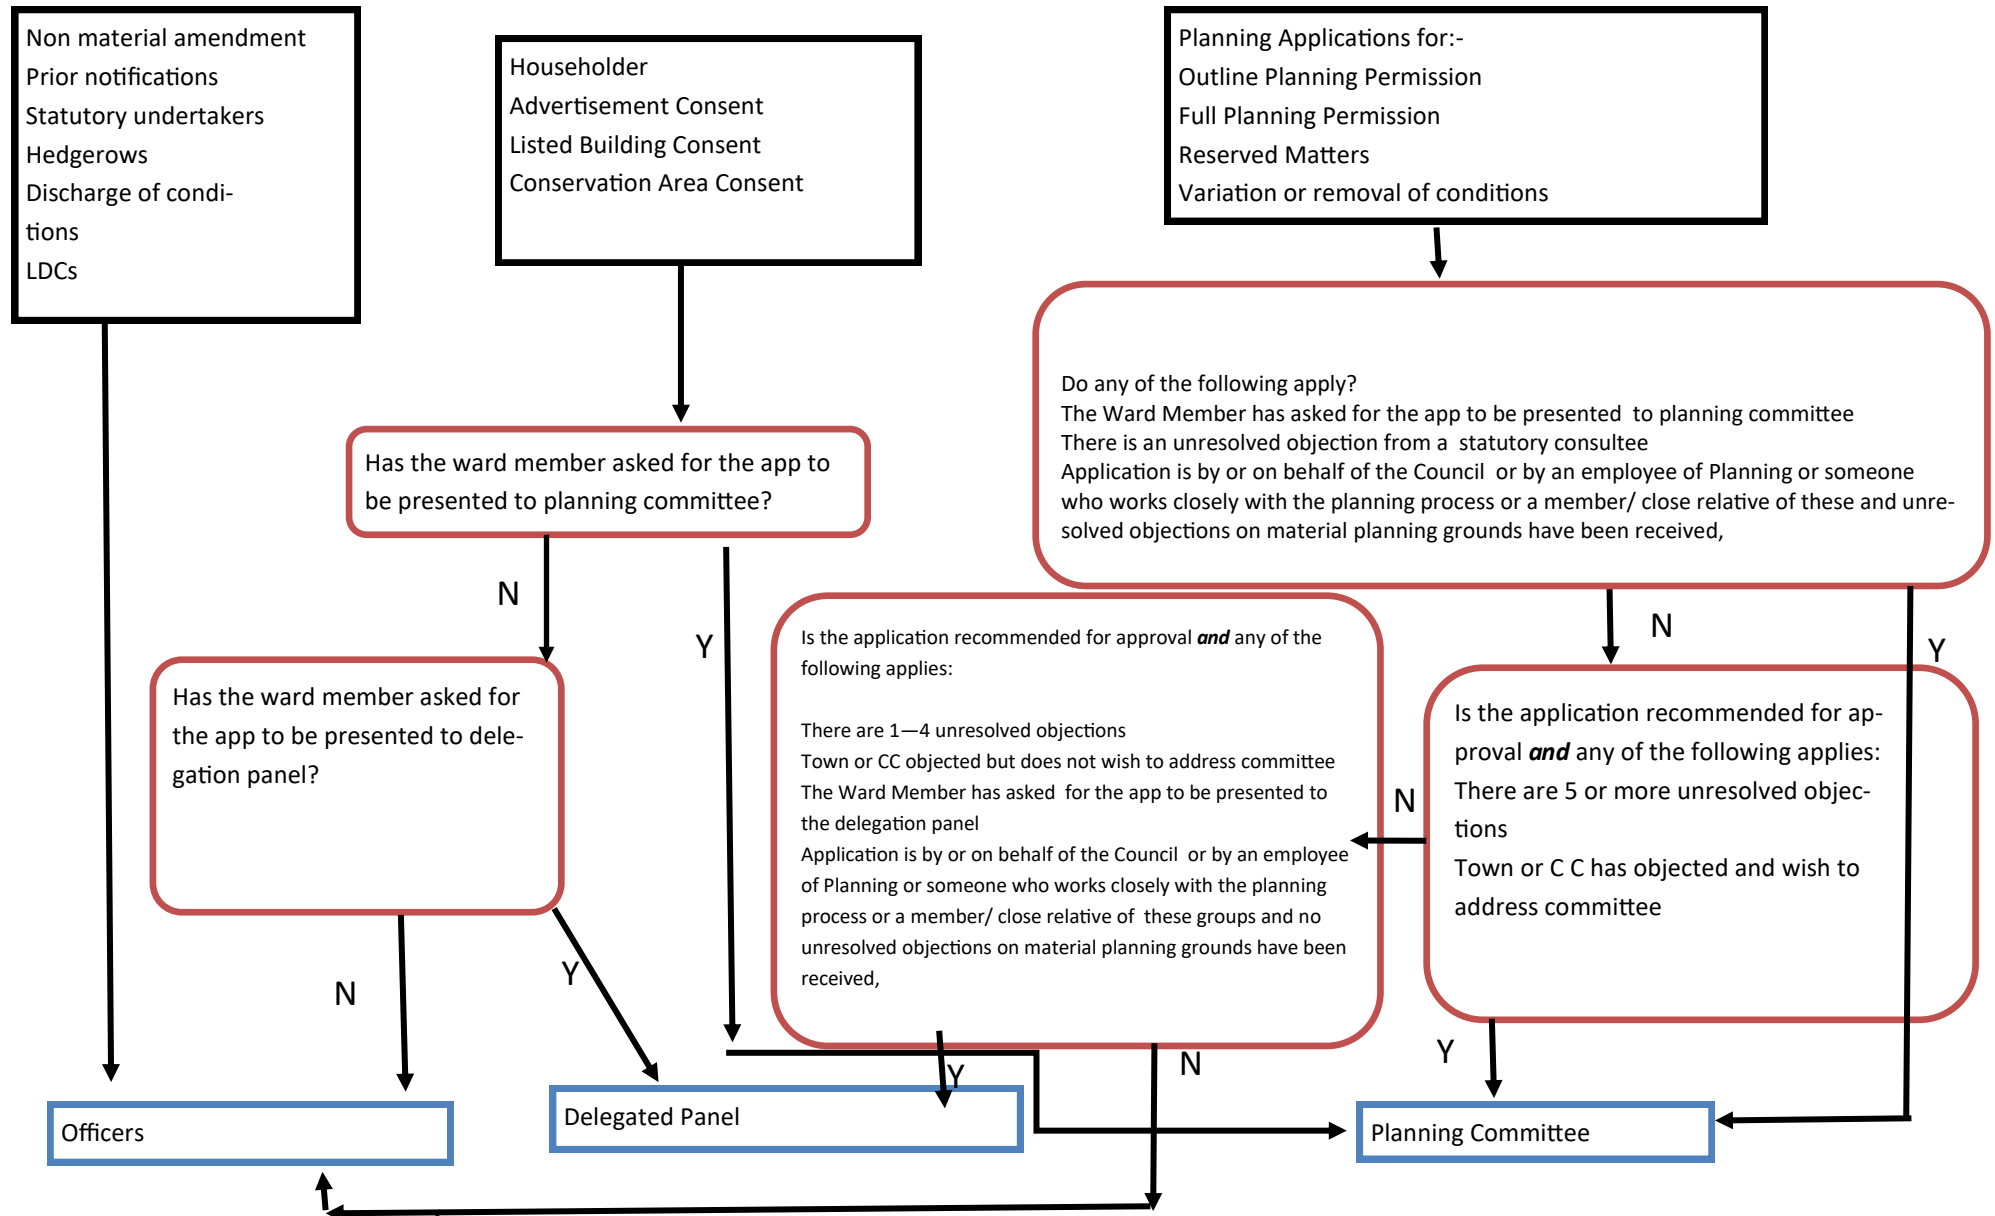 Non material amendment
Prior notifications
Statutory undertakers
Hedgerows
Discharge of condi-
tions
LDCs
Householder
Advertisement Consent
Listed Building Consent
Conservation Area Consent
Planning Applications for:-
Outline Planning Permission
Full Planning Permission
Reserved Matters
Variation or removal of conditions
Do any of the following apply?
The Ward Member has asked for the app to be presented  to planning committee
There is an unresolved objection from a  statutory consultee
Application is by or on behalf of the Council  or by an employee of Planning or someone
who works closely with the planning process or a member/ close relative of these and unre-
solved objections on material planning grounds have been received,
Has the ward member asked for the app to
be presented to planning committee?
N
Y
N
Y
Has the ward member asked for
the app to be presented to dele-
gation panel?
Is the application recommended for approval and any of the
following applies:
There are 1—4 unresolved objections
Town or CC objected but does not wish to address committee
The Ward Member has asked  for the app to be presented to
the delegation panel
Application is by or on behalf of the Council  or by an employee
of Planning or someone who works closely with the planning
process or a member/ close relative of  these groups and no
unresolved objections on material planning grounds have been
received,
N
Is the application recommended for ap-
proval and any of the following applies:
There are 5 or more unresolved objec-
tions
Town or C C has objected and wish to
address committee
N
Y
Y
N
Y
Officers
Delegated Panel
Planning Committee